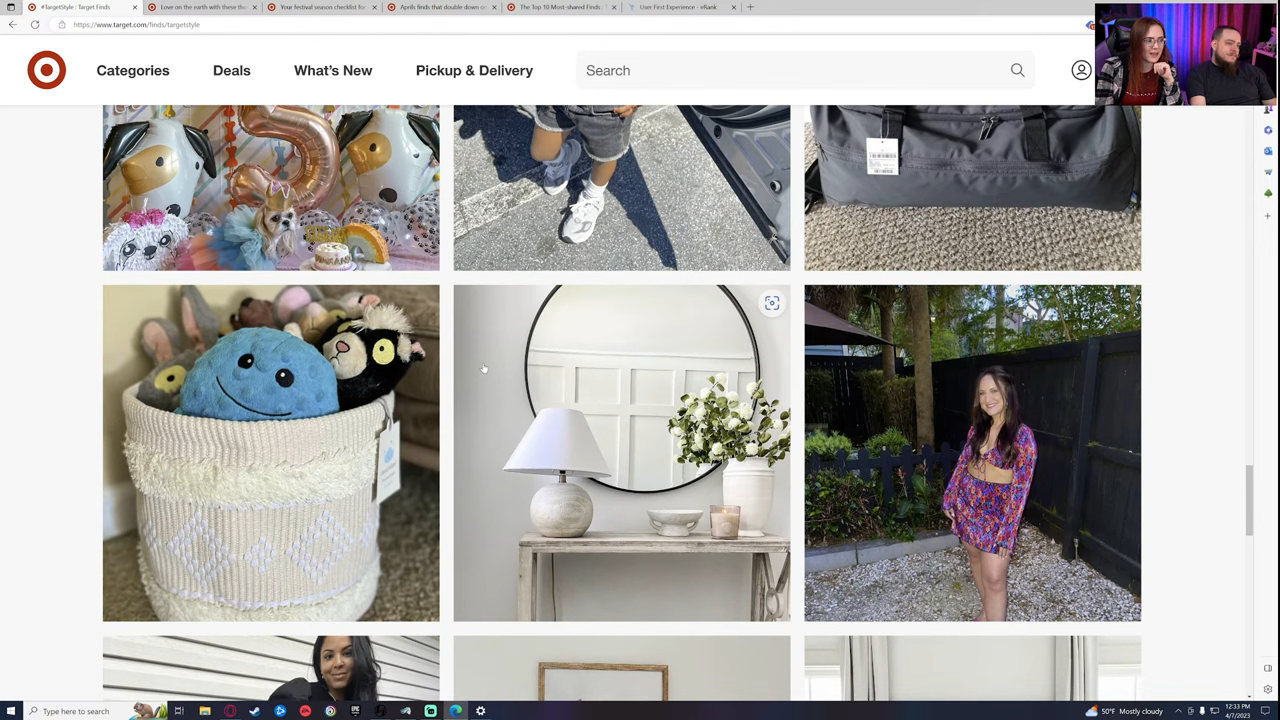 #TargetStyle : Target Finds
Love on the earth with these tho
Your festival season checklist for
Aprils finds that double down on
The Top 10 Most-shared Finds :
User First Experience - eRank
https://www.target.com/finds/targetstyle
Categories
Deals
What's New
Pickup & Delivery
Search
Type here to search
50°F Mostly cloudy
12:33 PM
4/7/2023